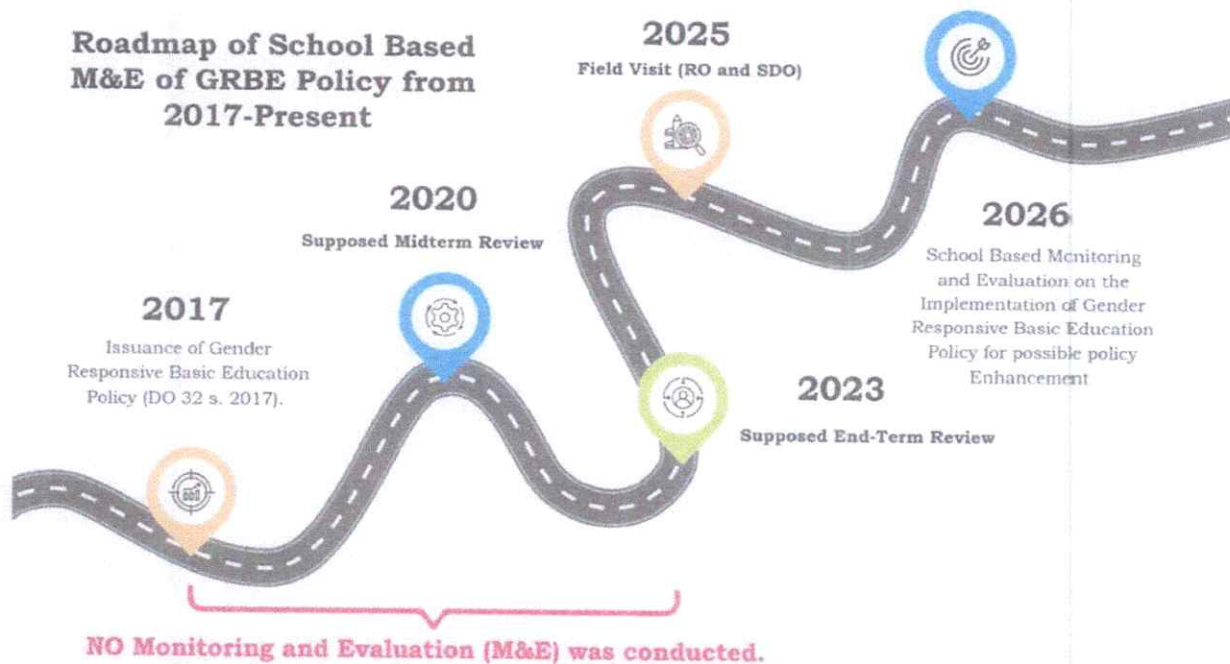 Roadmap of School Based
M&E of GRBE Policy from
2017-Present
2017
Issuance of Gender
Responsive Basic Education
Policy (DO 32 s. 2017).
2020
Supposed Midterm Review
2023
Supposed End-Term Review
2025
Field Visit (RO and SDO)
2026
School Based Monitoring
and Evaluation on the
Implementation of Gender
Responsive Basic Education
Policy for possible policy
Enhancement
NO Monitoring and Evaluation (M&E) was conducted.